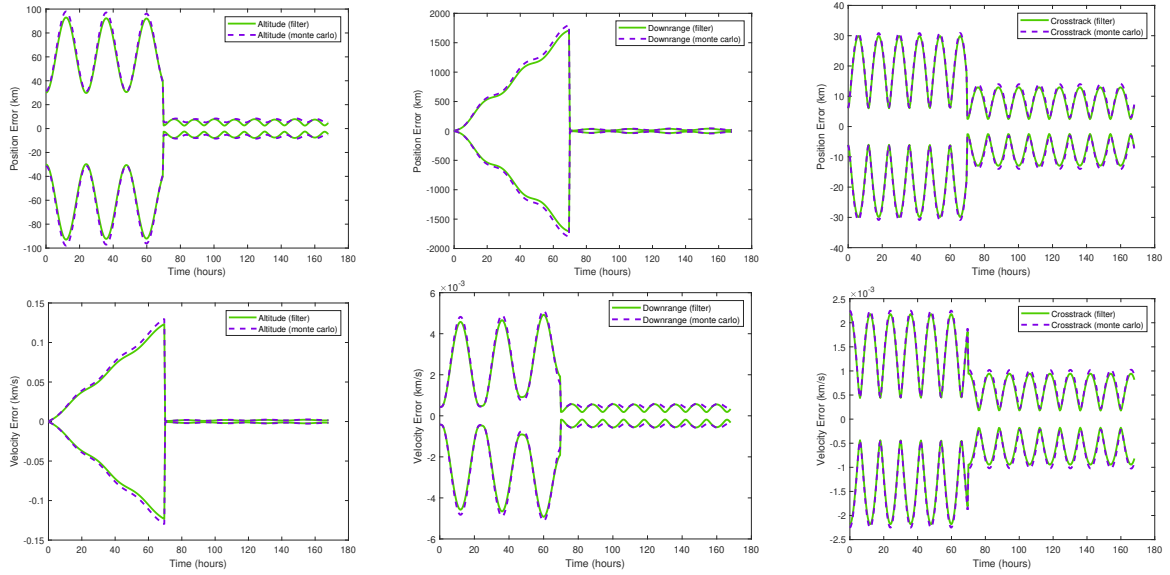 100
80
60
40
20
0
-20
-40
-60
-80
-100
Position Error (km)
0 20 40 60 80 100 120 140 160 180
Time (hours)
Altitude (filter)
Altitude (monte carlo)
2000
1500
1000
500
0
-500
-1000
-1500
-2000
Position Error (km)
0 20 40 60 80 100 120 140 160 180
Time (hours)
Downrange (filter)
Downrange (monte carlo)
40
30
20
10
0
-10
-20
-30
-40
Position Error (km)
0 20 40 60 80 100 120 140 160 180
Time (hours)
Crosstrack (filter)
Crosstrack (monte carlo)
0.15
0.1
0.05
0
-0.05
-0.1
-0.15
Velocity Error (km/s)
0 20 40 60 80 100 120 140 160 180
Time (hours)
Altitude (filter)
Altitude (monte carlo)
×10-3
6
4
2
0
-2
-4
-6
Velocity Error (km/s)
0 20 40 60 80 100 120 140 160 180
Time (hours)
Downrange (filter)
Downrange (monte carlo)
×10-3
2.5
2
1.5
1
0.5
0
-0.5
-1
-1.5
-2
-2.5
Velocity Error (km/s)
0 20 40 60 80 100 120 140 160 180
Time (hours)
Crosstrack (filter)
Crosstrack (monte carlo)